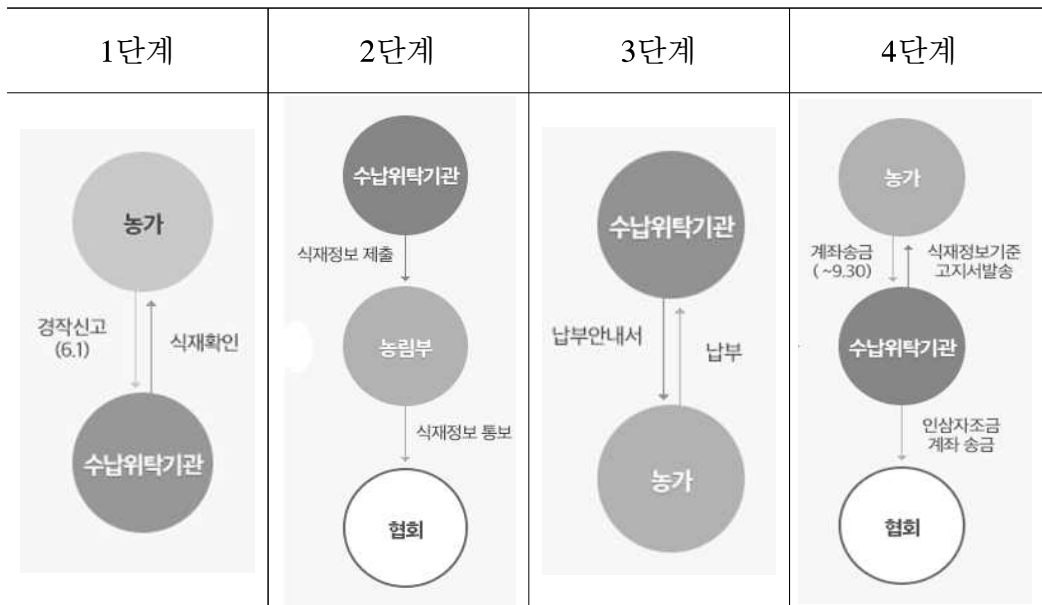 1단계
2단계
3단계
4단계
농가
경작신고
(6.1)
식재확인
수납위탁기관
수납위탁기관
식재정보 제출
농림부
식재정보 통보
협회
수납위탁기관
납부안내서
납부
농가
농가
계좌송금
(~9.30)
식재정보기준
고지서발송
수납위탁기관
인삼자조금
계좌 송금
협회